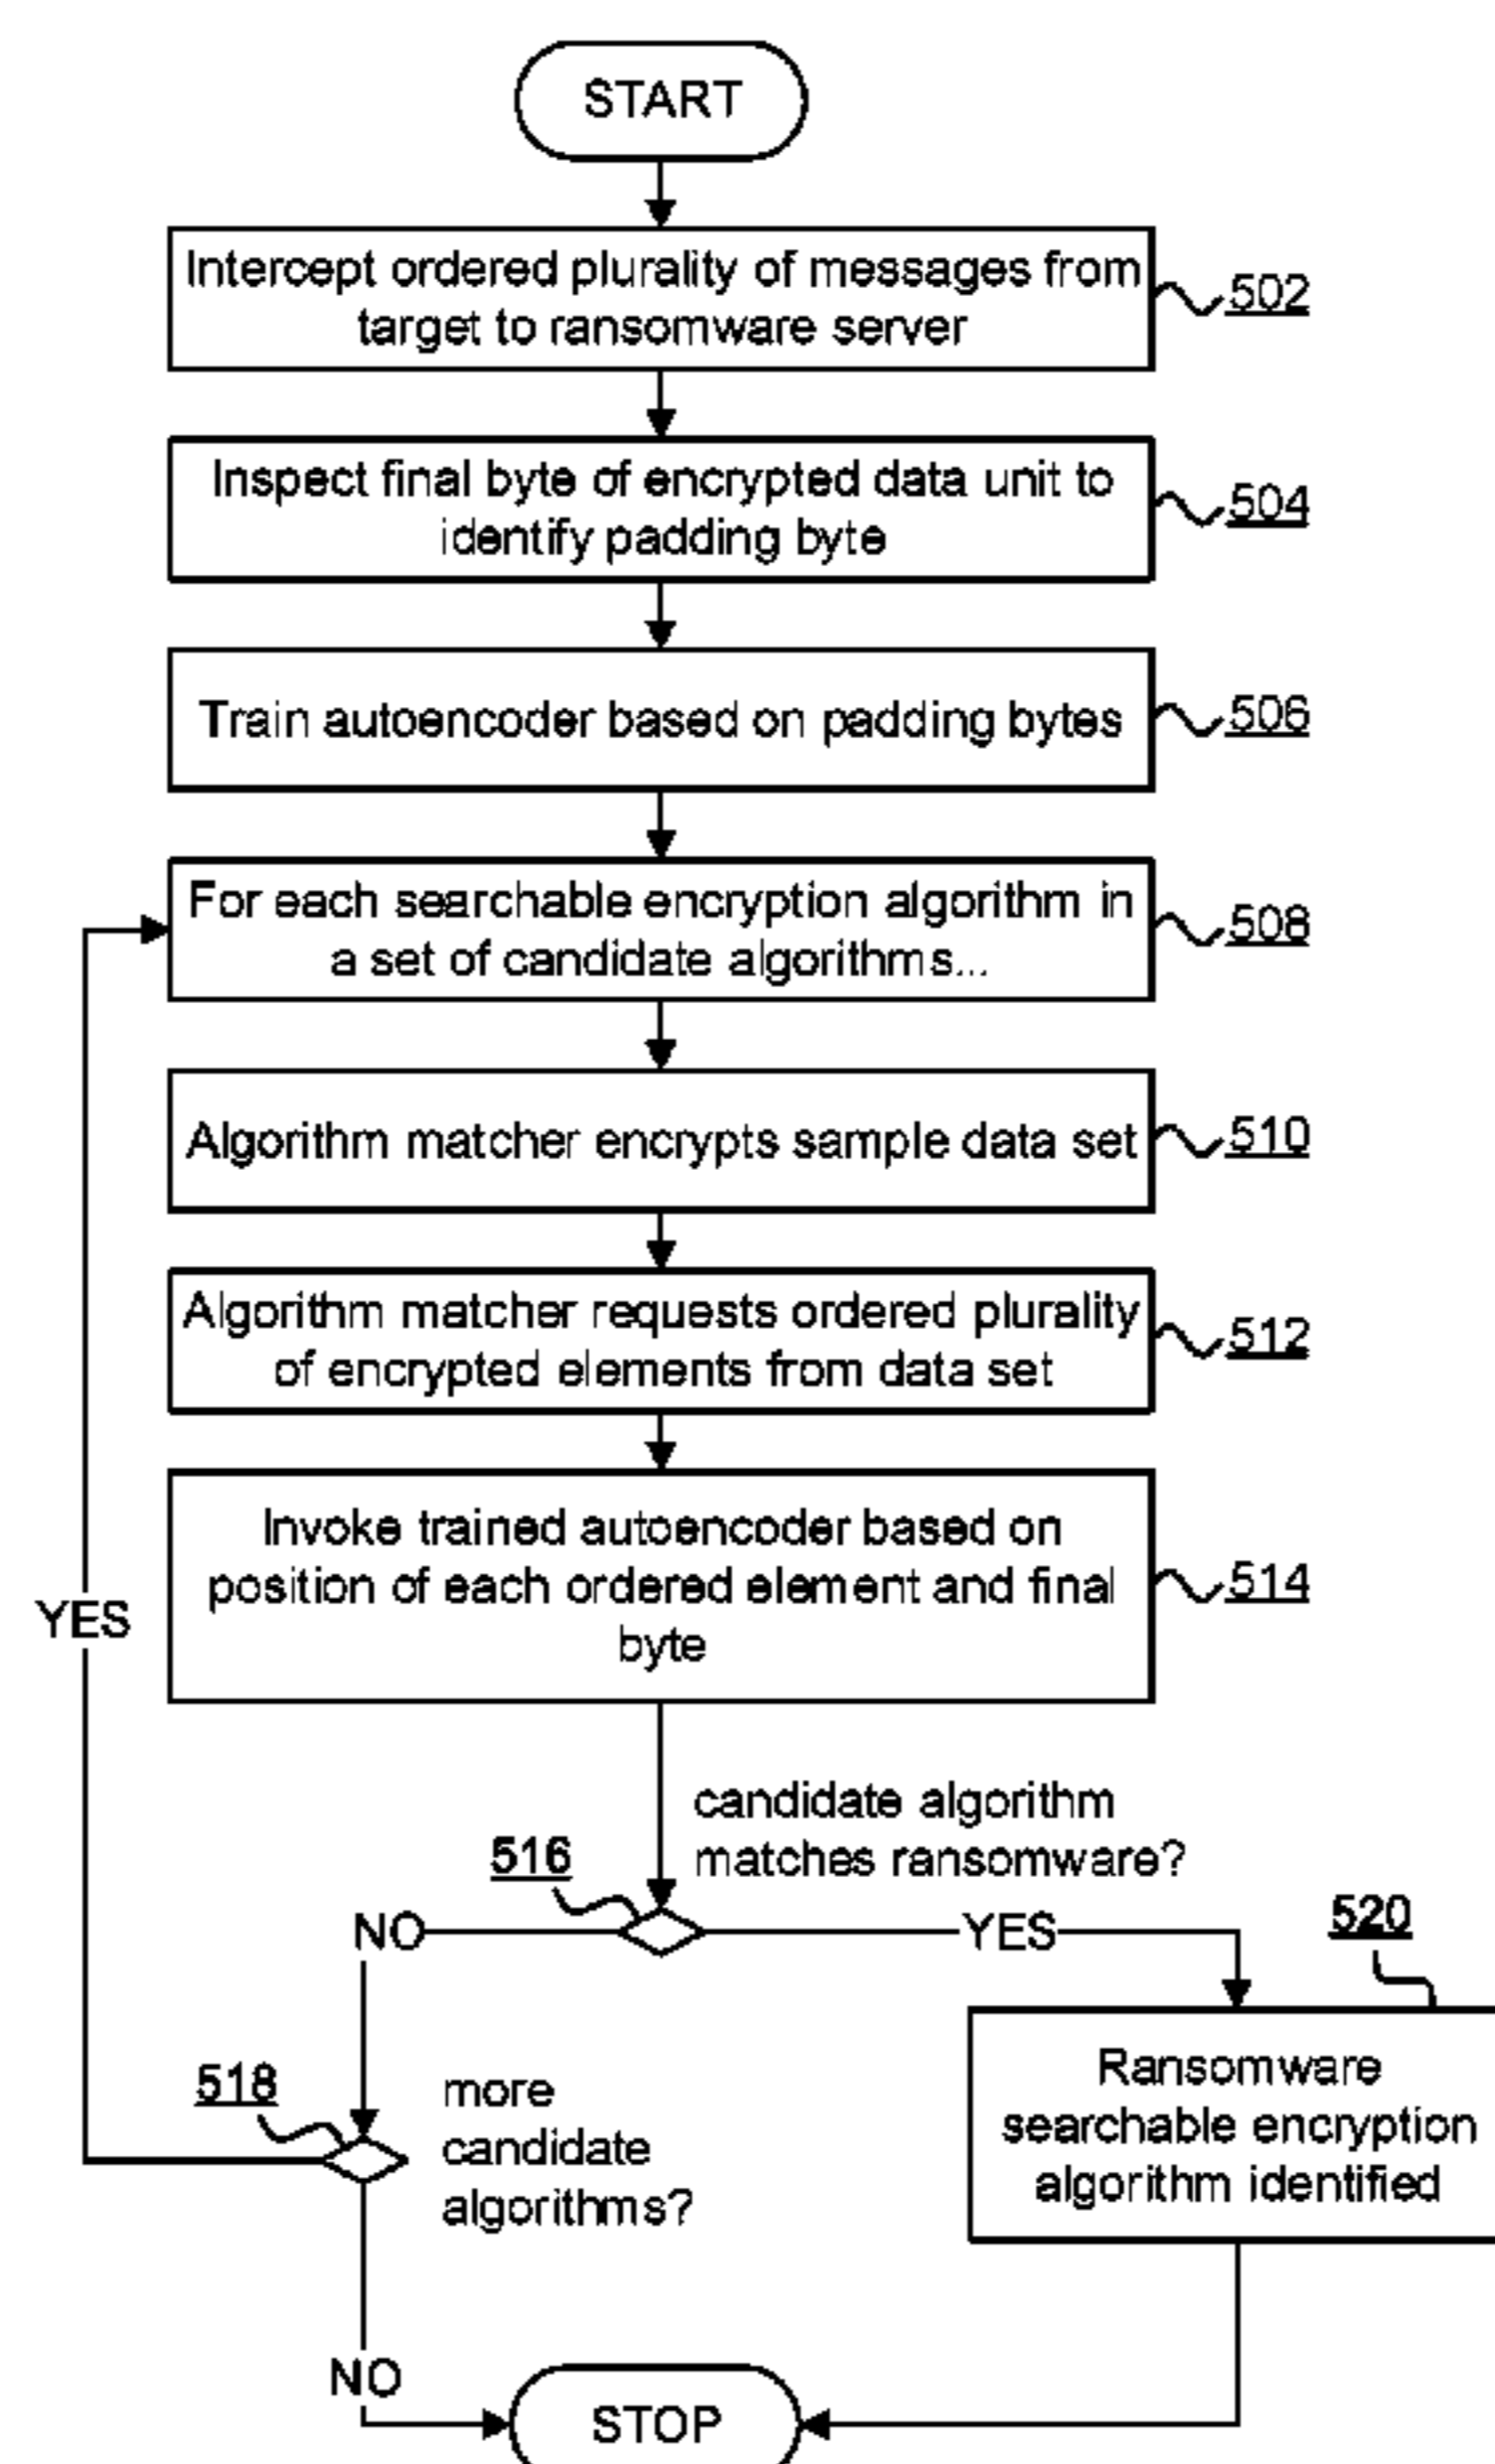 START
Intercept ordered plurality of messages from
target to ransomware server
502
Inspect final byte of encrypted data unit to
identify padding byte
504
Train autoencoder based on padding bytes
506
For each searchable encryption algorithm in
a set of candidate algorithms...
508
Algorithm matcher encrypts sample data set
510
Algorithm matcher requests ordered plurality
of encrypted elements from data set
512
Invoke trained autoencoder based on
position of each ordered element and final
byte
514
candidate algorithm
matches ransomware?
516
NO
YES
520
Ransomware
searchable encryption
algorithm identified
518
more
candidate
algorithms?
YES
NO
STOP